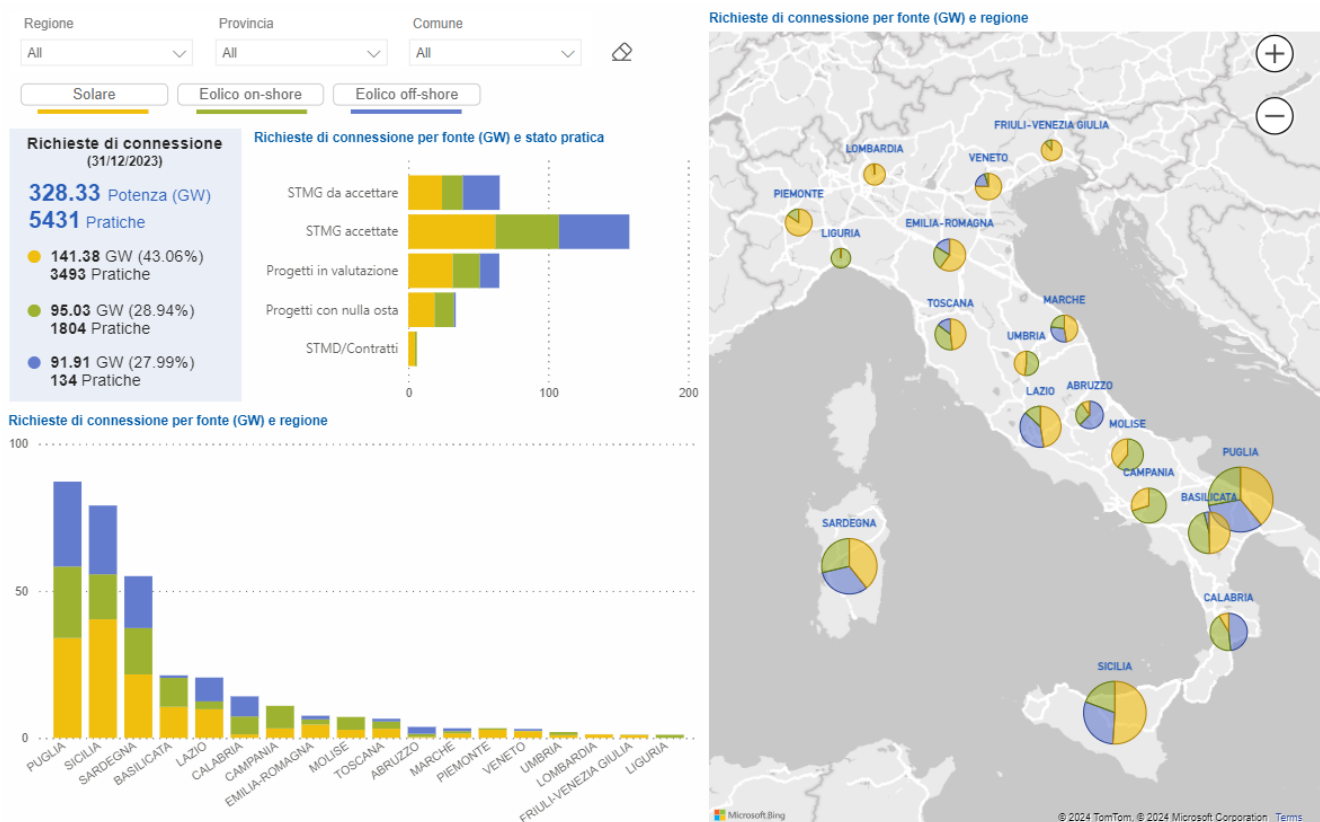 Regione
Provincia
Comune
All
All
All
Solare
Eolico on-shore
Eolico off-shore
Richieste di connessione
(31/12/2023)
328.33 Potenza (GW)
5431 Pratiche
141.38 GW (43.06%)
3493 Pratiche
95.03 GW (28.94%)
1804 Pratiche
91.91 GW (27.99%)
134 Pratiche
Richieste di connessione per fonte (GW) e stato pratica
STMG da accettare
STMG accettate
Progetti in valutazione
Progetti con nulla osta
STMD/Contratti
0
100
200
Richieste di connessione per fonte (GW) e regione
100
50
0
PUGLIA
SICILIA
SARDEGNA
BASILICATA
LAZIO
CALABRIA
CAMPANIA
EMILIA-ROMAGNA
MOLISE
TOSCANA
ABRUZZO
MARCHE
PIEMONTE
VENETO
UMBRIA
LOMBARDIA
FRIULI-VENEZIA GIULIA
LIGURIA
Richieste di connessione per fonte (GW) e regione
FRIULI-VENEZIA GIULIA
LOMBARDIA
VENETO
PIEMONTE
EMILIA-ROMAGNA
LIGURIA
TOSCANA
MARCHE
UMBRIA
LAZIO
ABRUZZO
MOLISE
PUGLIA
CAMPANIA
BASILICATA
SARDEGNA
CALABRIA
SICILIA
Microsoft Bing
© 2024 TomTom, © 2024 Microsoft Corporation Terms